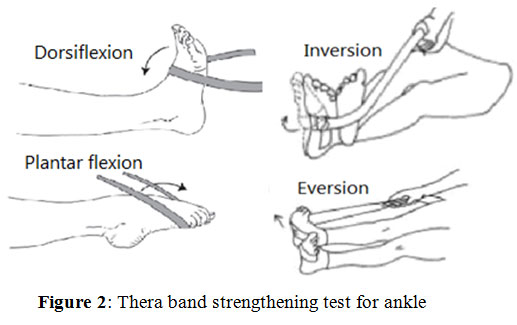 Dorsiflexion
Inversion
Plantar flexion
Eversion
Figure 2: Thera band strengthening test for ankle